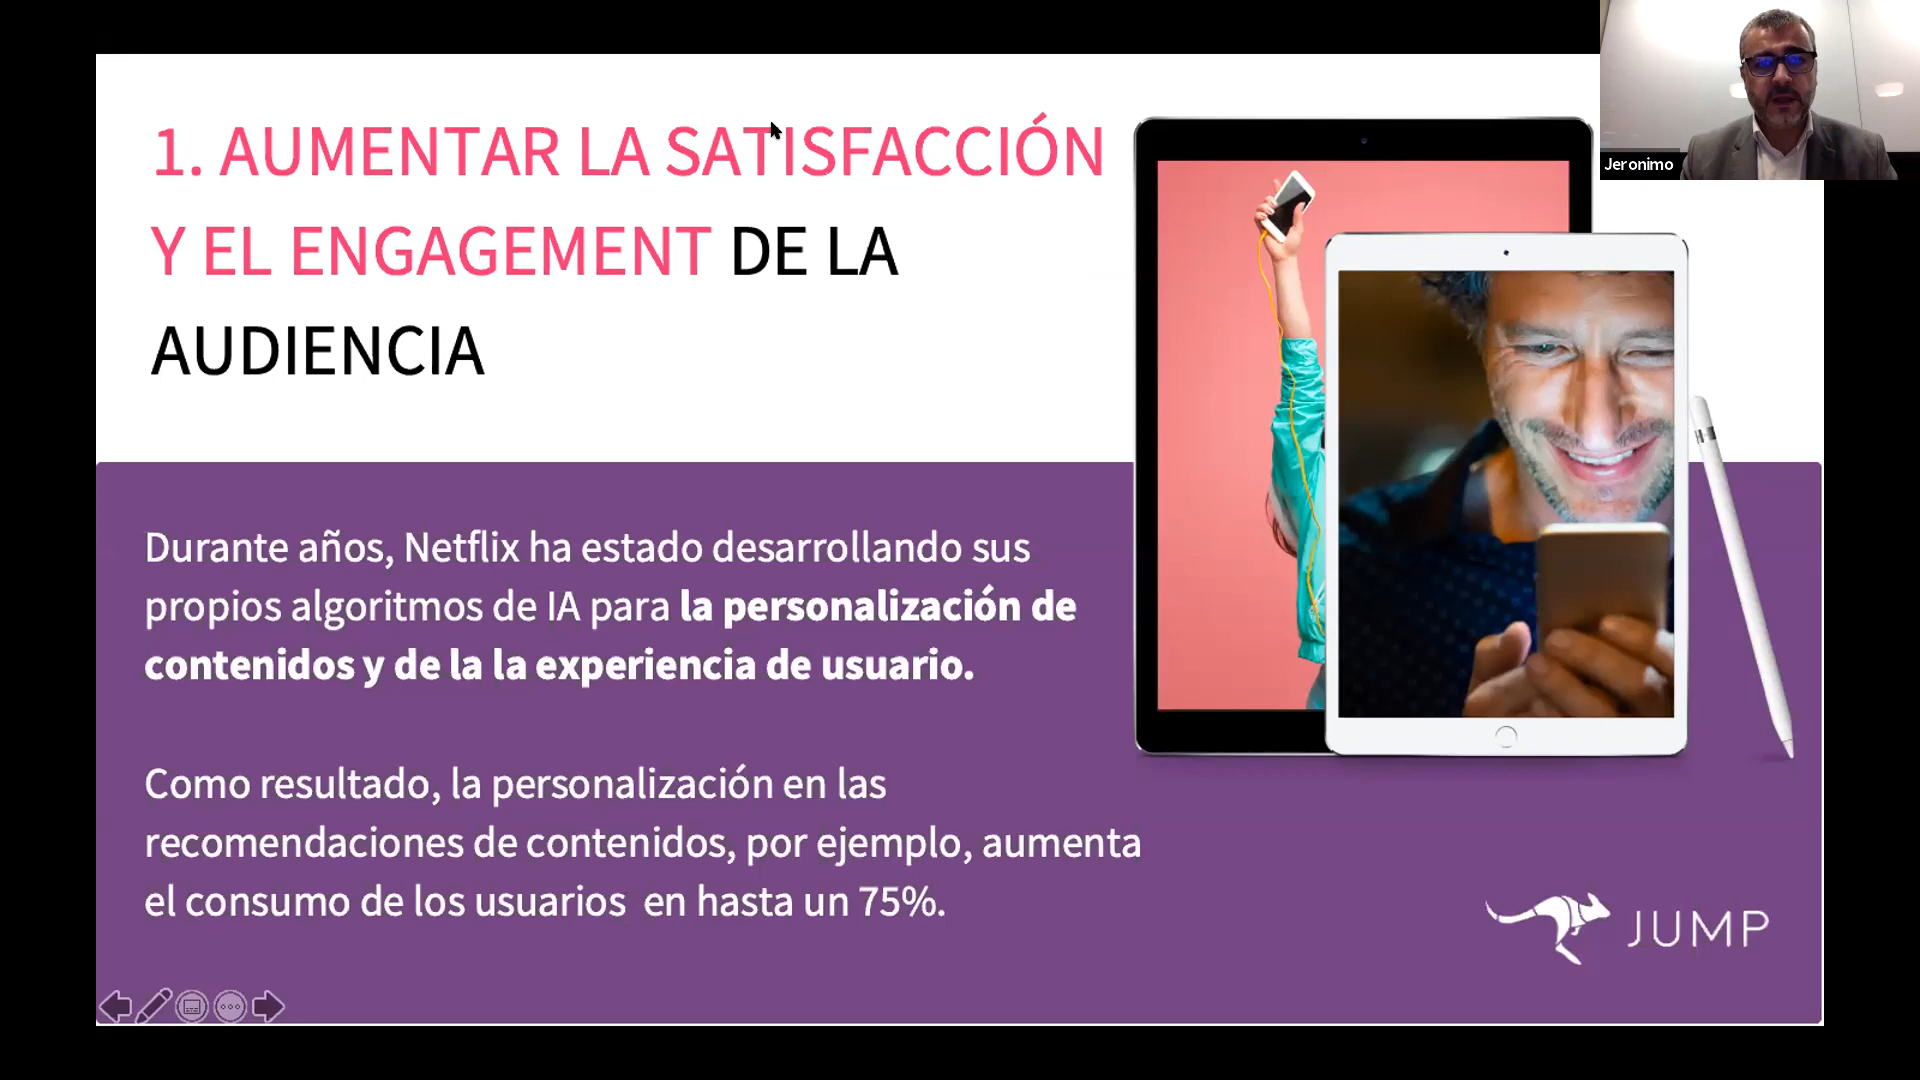 1. AUMENTAR LA SATISFACCIÓN
Y EL ENGAGEMENT DE LA
AUDIENCIA
Jeronimo
Durante años, Netflix ha estado desarrollando sus
propios algoritmos de IA para la personalización de
contenidos y de la la experiencia de usuario.
Como resultado, la personalización en las
recomendaciones de contenidos, por ejemplo, aumenta
el consumo de los usuarios en hasta un 75%.
JUMP